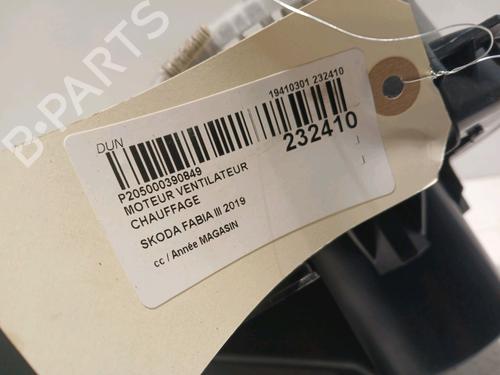 B-PARTS
DUN
19410301 232410
232410
P205000390849
MOTEUR VENTILATEUR
CHAUFFAGE
SKODA FABIA III 2019
cc / Année MAGASIN